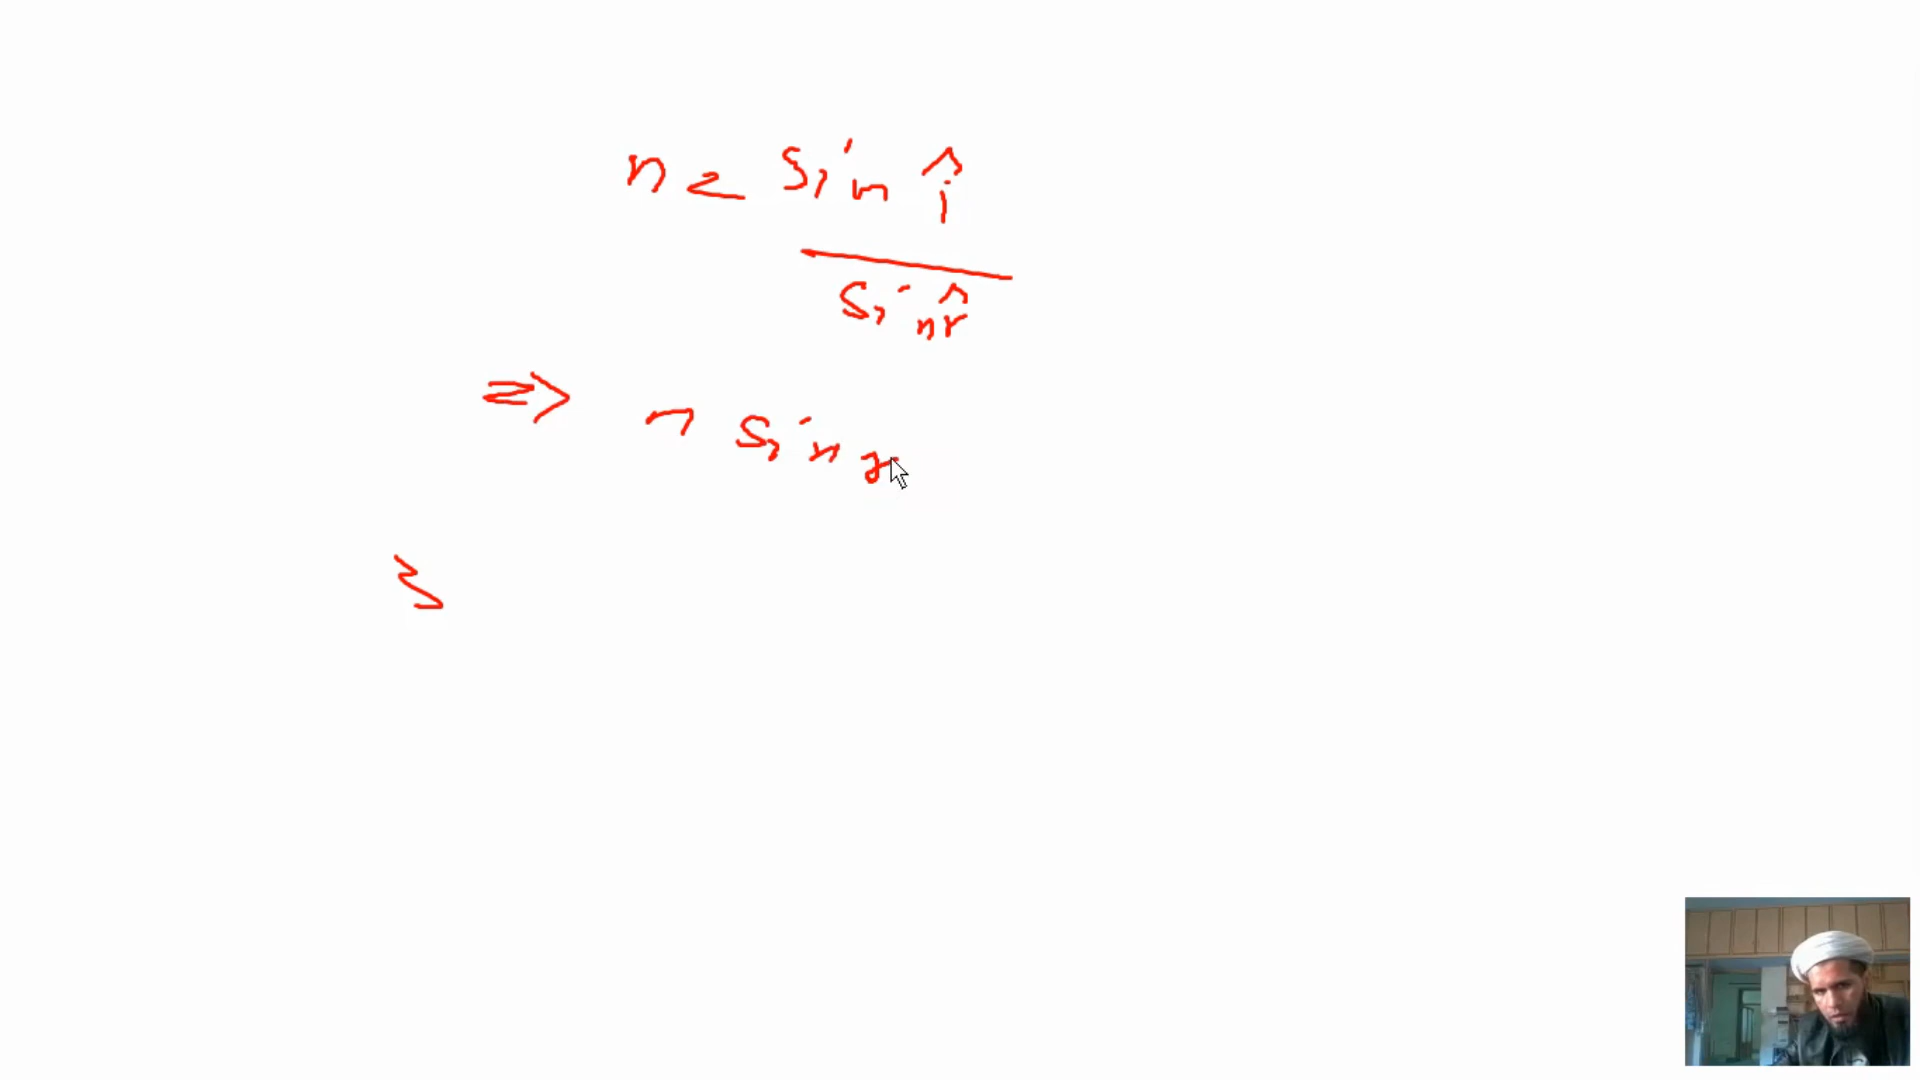 n = sin î
sin r̂
=> n sin r